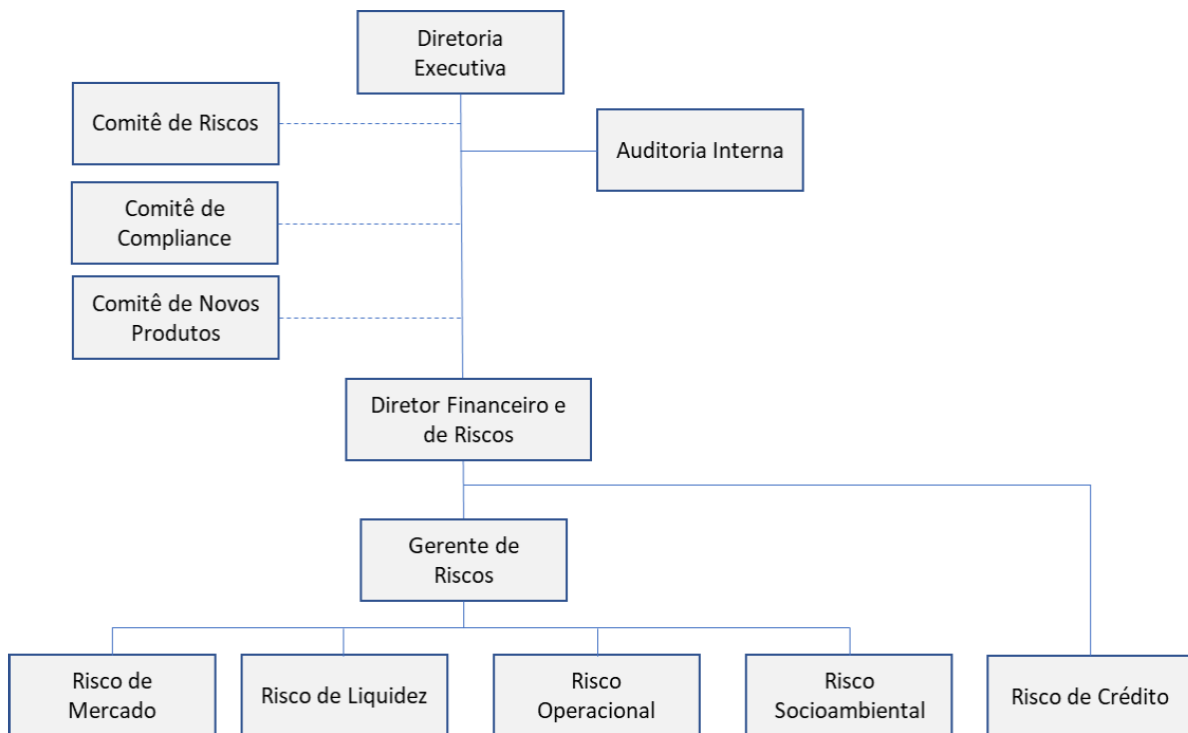 Diretoria
Executiva
Comitê de Riscos
Auditoria Interna
Comitê de
Compliance
Comitê de Novos
Produtos
Diretor Financeiro e
de Riscos
Gerente de
Riscos
Risco de
Mercado
Risco de Liquidez
Risco
Operacional
Risco
Socioambiental
Risco de Crédito